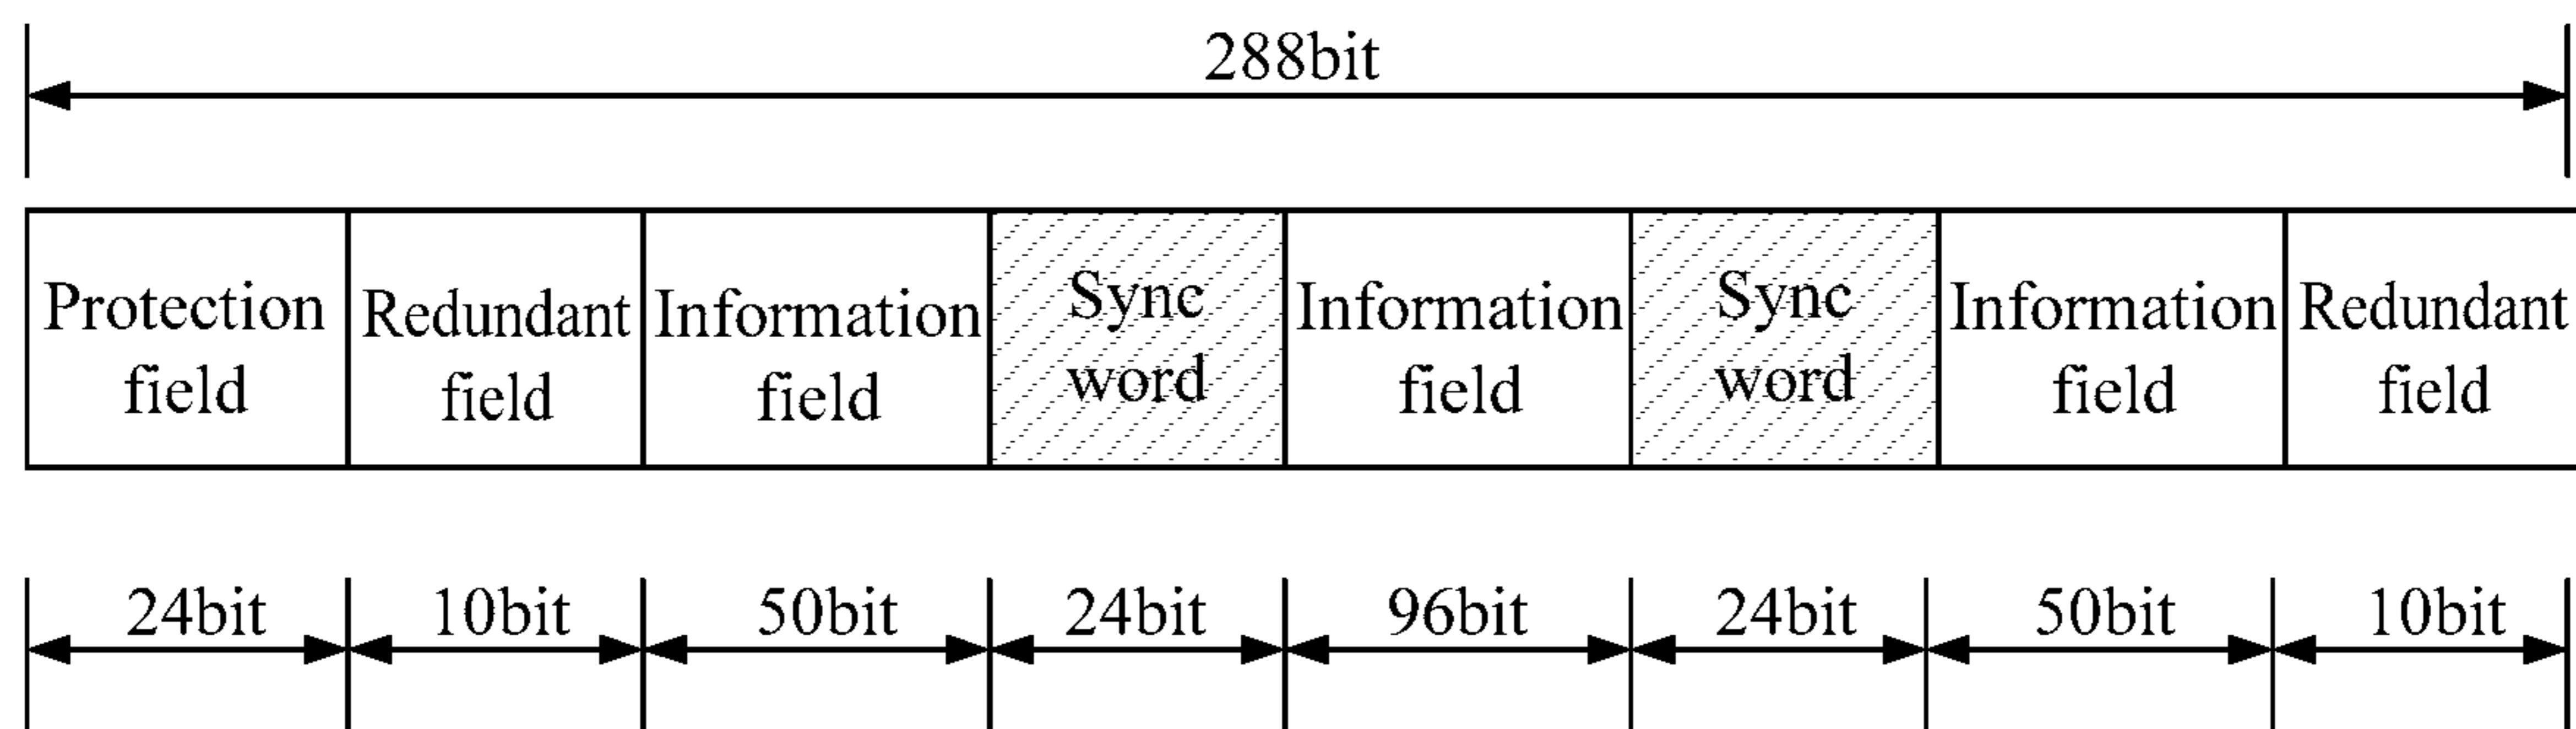 288bit
Protection
field
Redundant
field
Information
field
Sync
word
Information
field
Sync
word
Information
field
Redundant
field
24bit
10bit
50bit
24bit
96bit
24bit
50bit
10bit